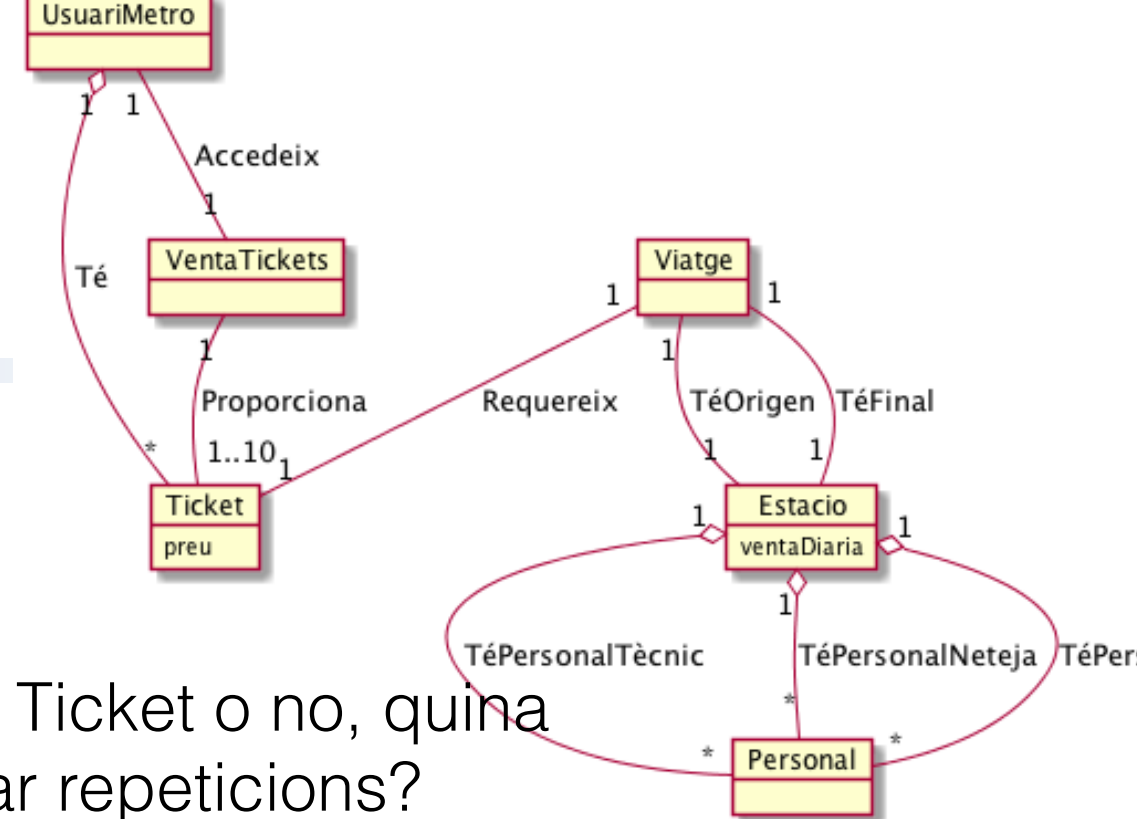 UsuariMetro
1
1
Accedeix
1
VentaTickets
Viatge
Té
1
1
1
1
Proporciona
Requereix
TéOrigen
TéFinal
*
1..10
1
1
1
Ticket
preu
Estacio
ventaDiaria
1
1
1
TéPersonalTècnic
TéPersonalNeteja
*
*
*
Personal
Ticket o no, quina
repeticions?